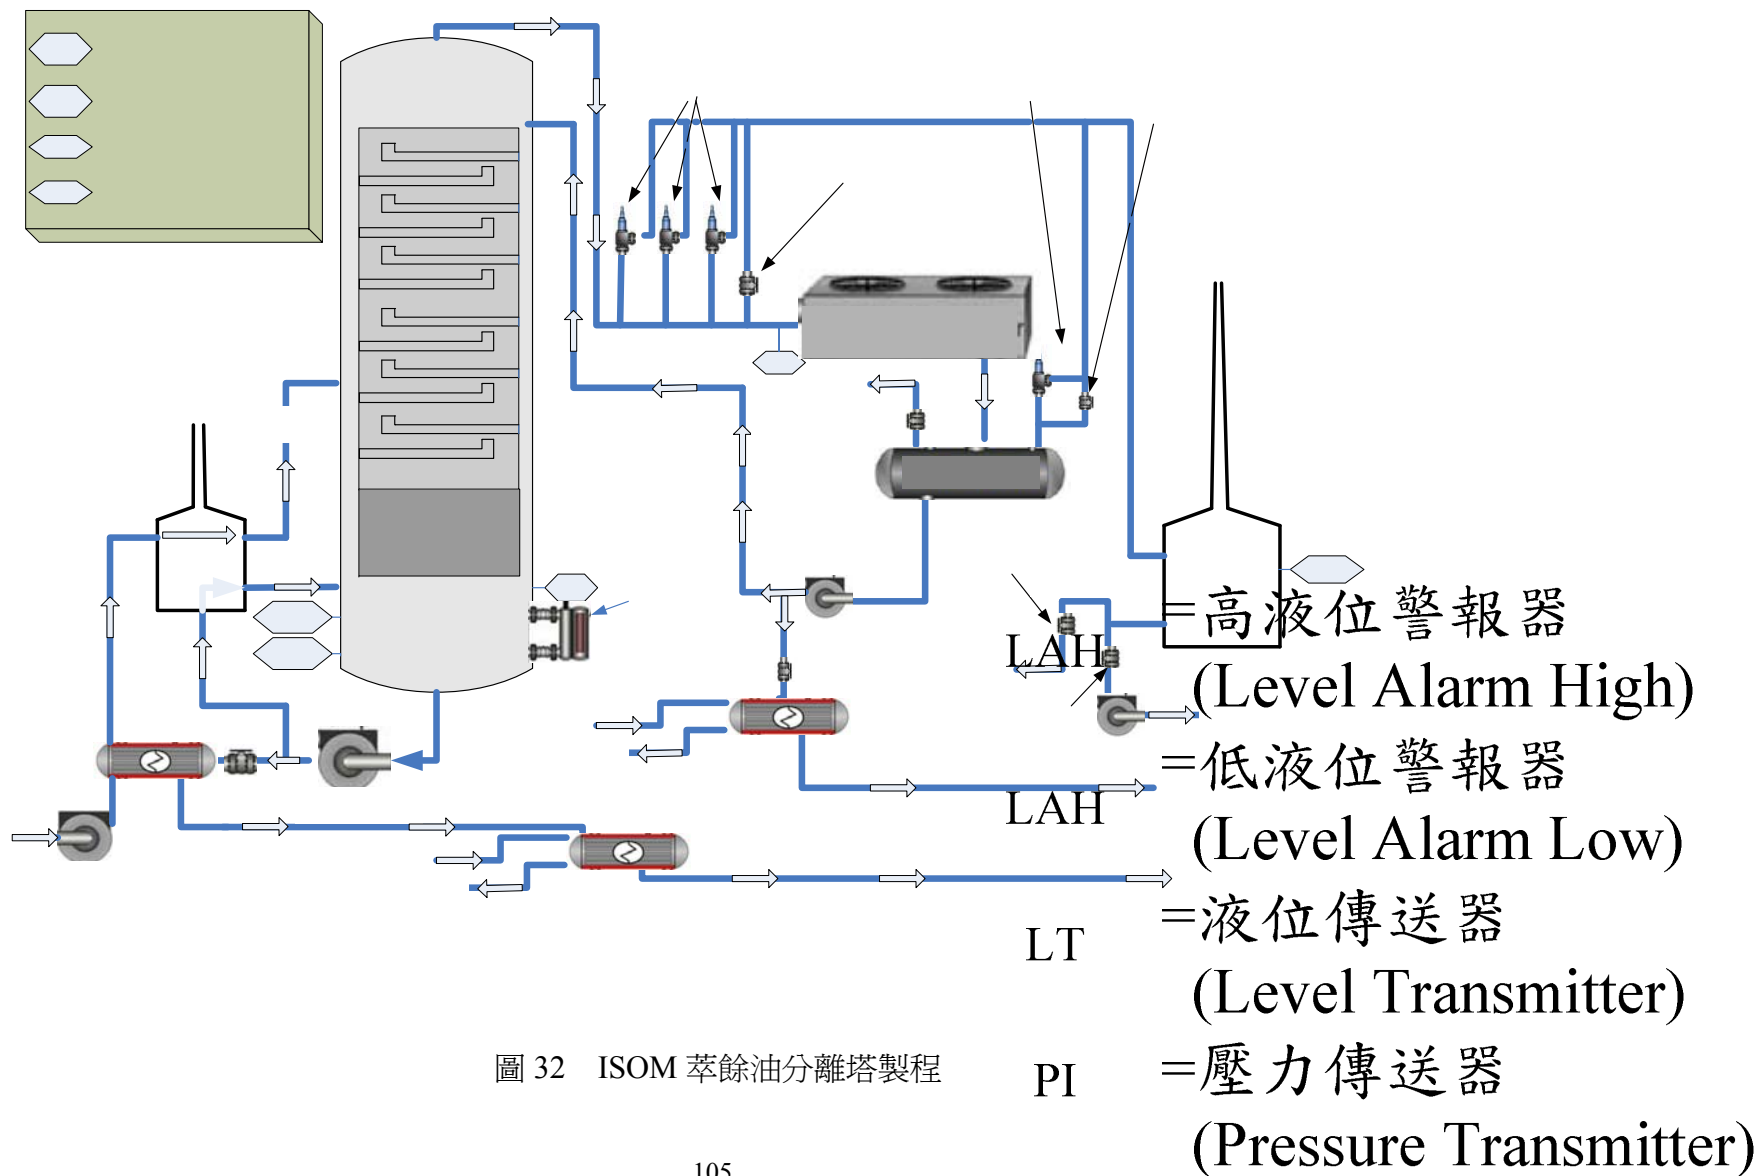 =高液位警報器
LAH
(Level Alarm High)
=低液位警報器
LAH
(Level Alarm Low)
=液位傳送器
LT
(Level Transmitter)
=壓力傳送器
PI
(Pressure Transmitter)
圖 32 ISOM 萃餘油分離塔製程
105